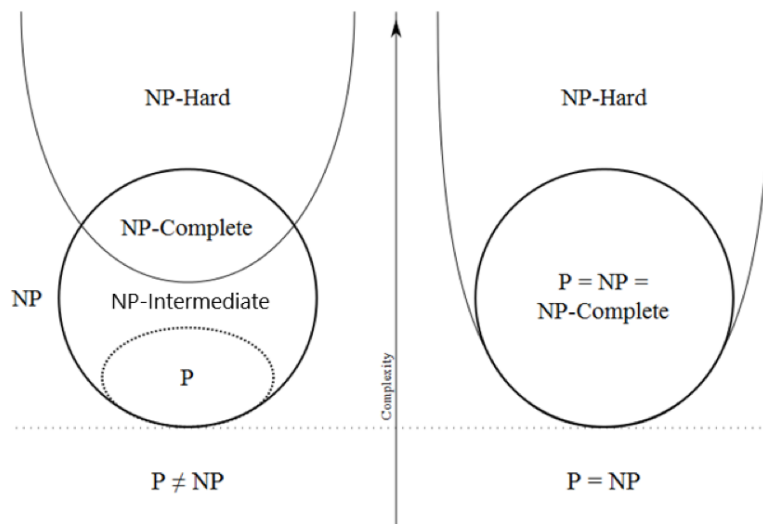 NP-Hard
NP-Complete
NP
NP-Intermediate
P
P ≠ NP
Complexity
NP-Hard
P = NP =
NP-Complete
P = NP